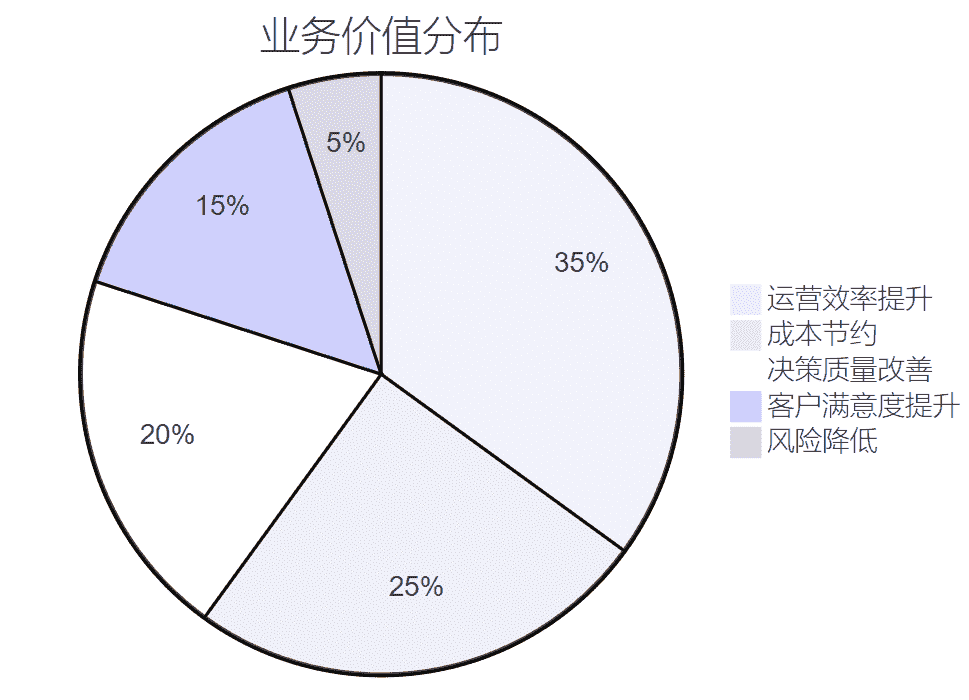 业务价值分布
5%
15%
35%
20%
25%
运营效率提升
成本节约
决策质量改善
客户满意度提升
风险降低